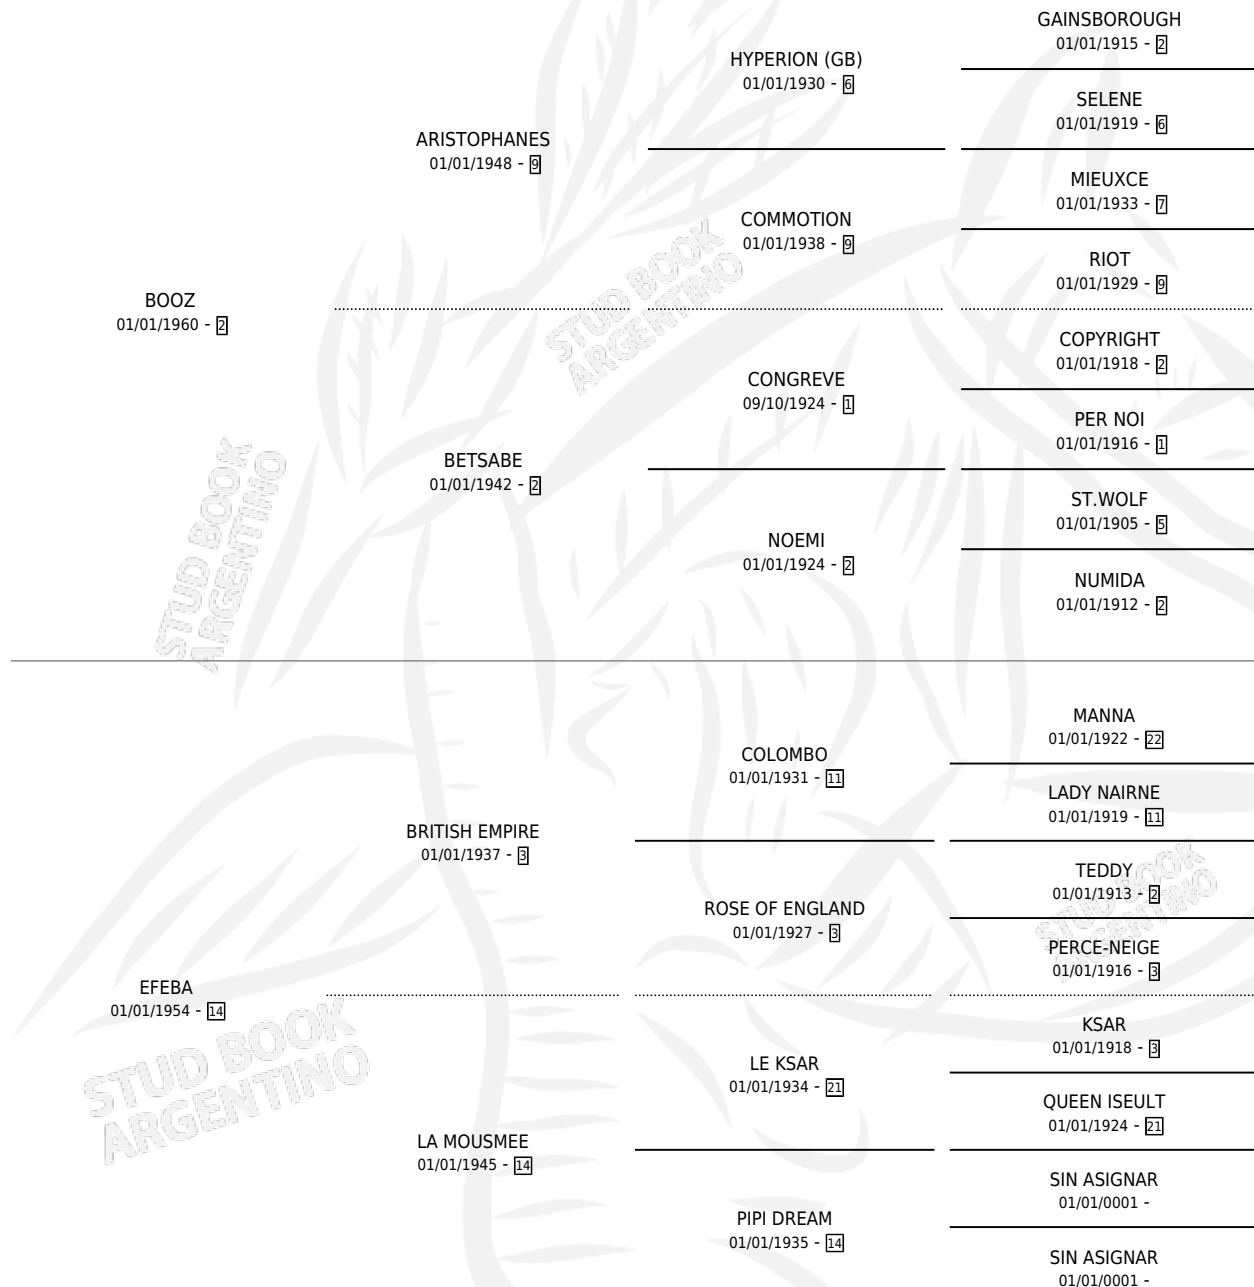 GAINSBOROUGH
01/01/1915 - 2
HYPERION (GB)
01/01/1930 - 6
SELENE
01/01/1919 - 6
ARISTOPHANES
01/01/1948 - 9
MIEUXCE
01/01/1933 - 7
COMMOTION
01/01/1938 - 9
RIOT
01/01/1929 - 9
BOOZ
01/01/1960 - 2
COPYRIGHT
01/01/1918 - 2
CONGREVE
09/10/1924 - 1
PER NOI
01/01/1916 - 1
BETSABE
01/01/1942 - 2
ST.WOLF
01/01/1905 - 5
NOEMI
01/01/1924 - 2
NUMIDA
01/01/1912 - 2
MANNA
01/01/1922 - 22
COLOMBO
01/01/1931 - 11
LADY NAIRNE
01/01/1919 - 11
BRITISH EMPIRE
01/01/1937 - 3
TEDDY
01/01/1913 - 2
ROSE OF ENGLAND
01/01/1927 - 3
PERCE-NEIGE
01/01/1916 - 3
EFEBA
01/01/1954 - 14
KSAR
01/01/1918 - 3
LE KSAR
01/01/1934 - 21
QUEEN ISEULT
01/01/1924 - 21
LA MOUSMEE
01/01/1945 - 14
SIN ASIGNAR
01/01/0001 -
PIPI DREAM
01/01/1935 - 14
SIN ASIGNAR
01/01/0001 -
STUD BOOK
ARGENTINO
STUD BOOK
ARGENTINO
STUD BOOK
ARGENTINO
STUD BOOK
ARGENTINO